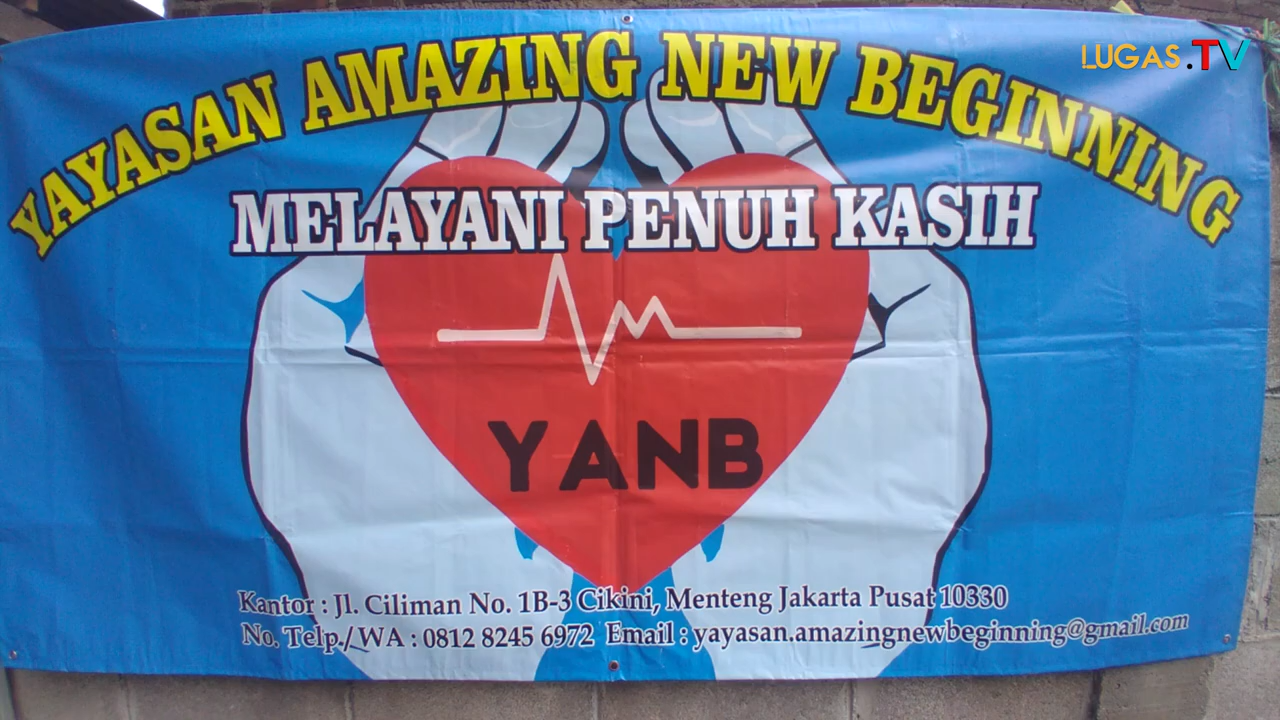 LUGAS.TV
YAYASAN AMAZING NEW BEGINNING
MELAYANI PENUH KASIH
YANB
Kantor : Jl. Ciliman No. 1B-3 Cikini, Menteng Jakarta Pusat 10330
No. Telp./WA : 0812 8245 6972 Email : yayasan.amazingnewbeginning@gmail.com